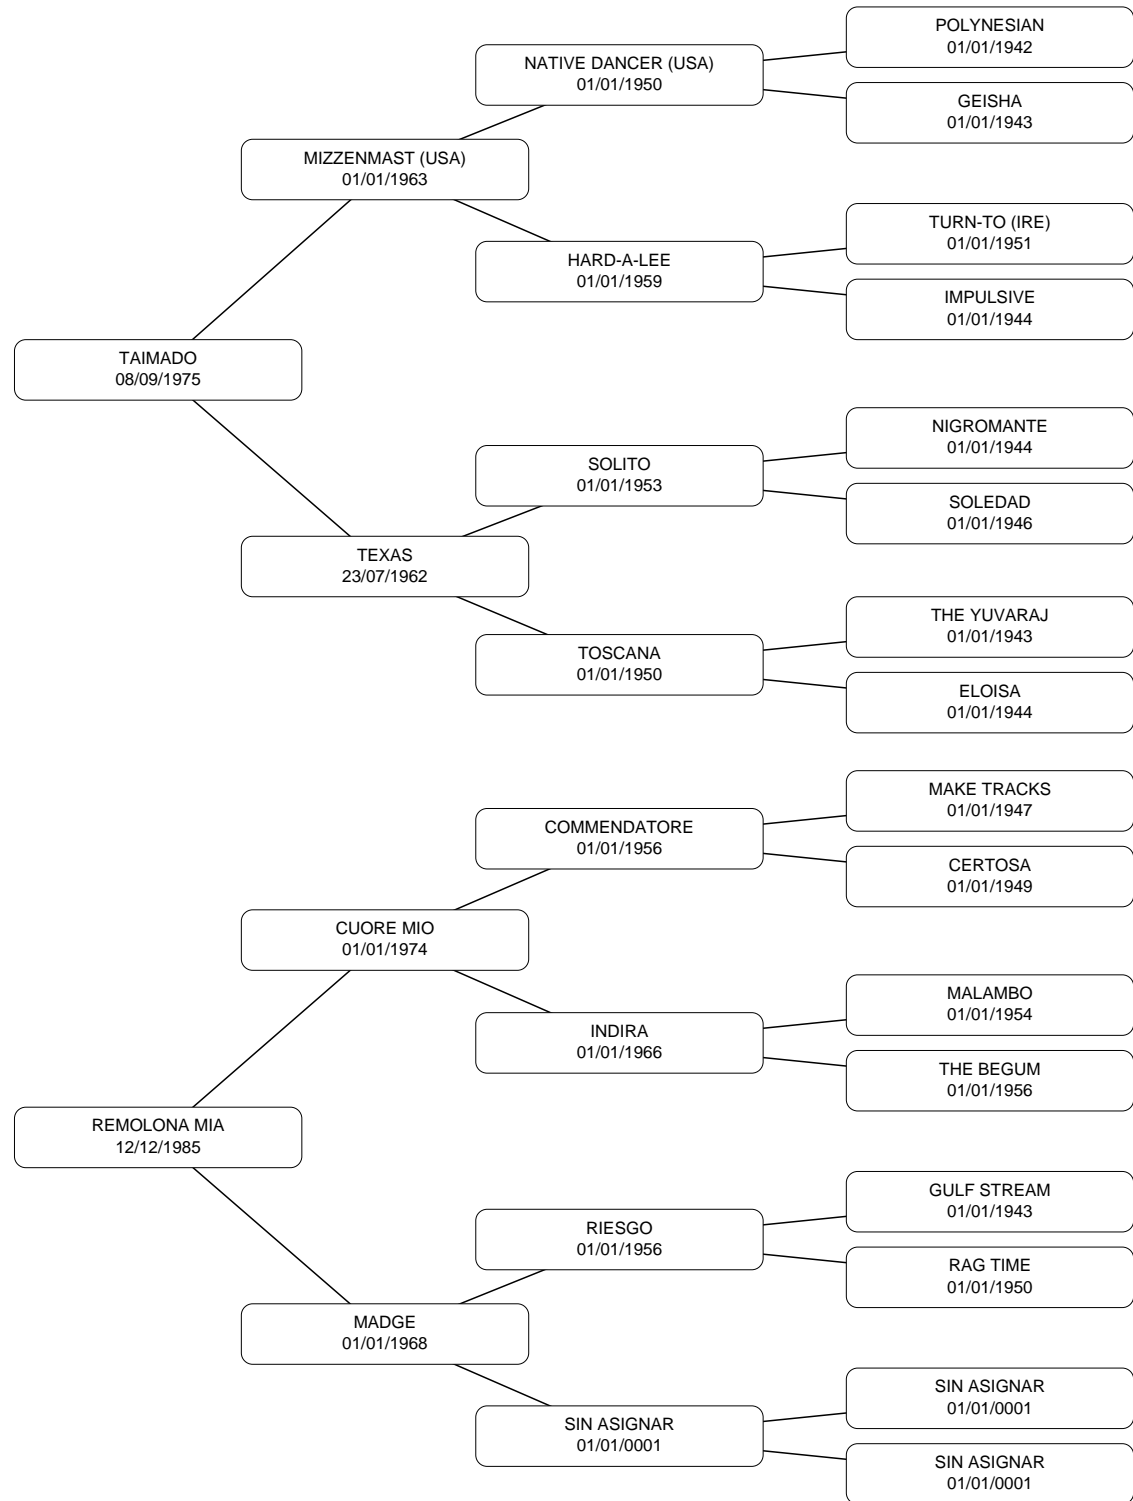 POLYNESIAN
01/01/1942
NATIVE DANCER (USA)
01/01/1950
GEISHA
01/01/1943
MIZZENMAST (USA)
01/01/1963
TURN-TO (IRE)
01/01/1951
HARD-A-LEE
01/01/1959
IMPULSIVE
01/01/1944
TAIMADO
08/09/1975
NIGROMANTE
01/01/1944
SOLITO
01/01/1953
SOLEDAD
01/01/1946
TEXAS
23/07/1962
THE YUVARAJ
01/01/1943
TOSCANA
01/01/1950
ELOISA
01/01/1944
MAKE TRACKS
01/01/1947
COMMENDATORE
01/01/1956
CERTOSA
01/01/1949
CUORE MIO
01/01/1974
MALAMBO
01/01/1954
INDIRA
01/01/1966
THE BEGUM
01/01/1956
REMOLONA MIA
12/12/1985
GULF STREAM
01/01/1943
RIESGO
01/01/1956
RAG TIME
01/01/1950
MADGE
01/01/1968
SIN ASIGNAR
01/01/0001
SIN ASIGNAR
01/01/0001
SIN ASIGNAR
01/01/0001